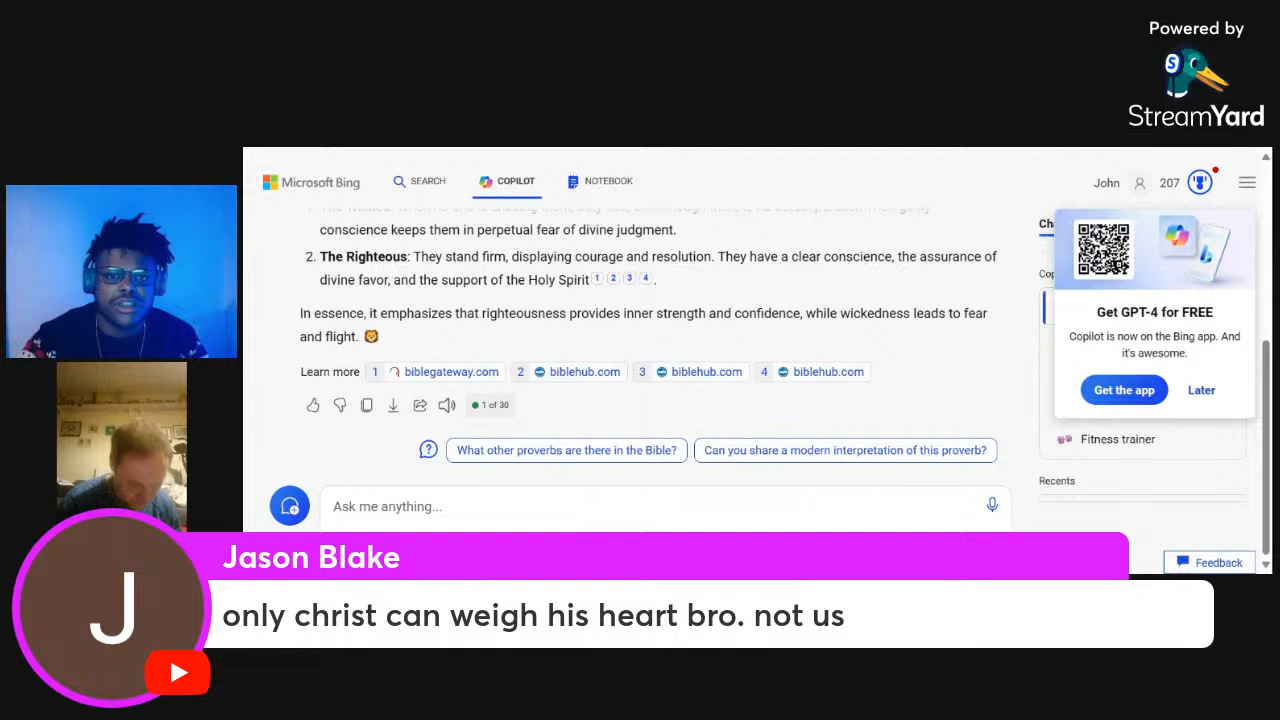 Powered by
StreamYard
Microsoft Bing
SEARCH
COPILOT
NOTEBOOK
John
207
conscience keeps them in perpetual fear of divine judgment.
2. The Righteous: They stand firm, displaying courage and resolution. They have a clear conscience, the assurance of
divine favor, and the support of the Holy Spirit 1 2 3 4 .
In essence, it emphasizes that righteousness provides inner strength and confidence, while wickedness leads to fear
and flight. 🦁
Learn more 1 biblegateway.com 2 biblehub.com 3 biblehub.com 4 biblehub.com
1 of 30
What other proverbs are there in the Bible? Can you share a modern interpretation of this proverb?
Ask me anything...
Get GPT-4 for FREE
Copilot is now on the Bing app. And
it's awesome.
Get the app Later
Fitness trainer
Recents
Feedback
J
Jason Blake
only christ can weigh his heart bro. not us